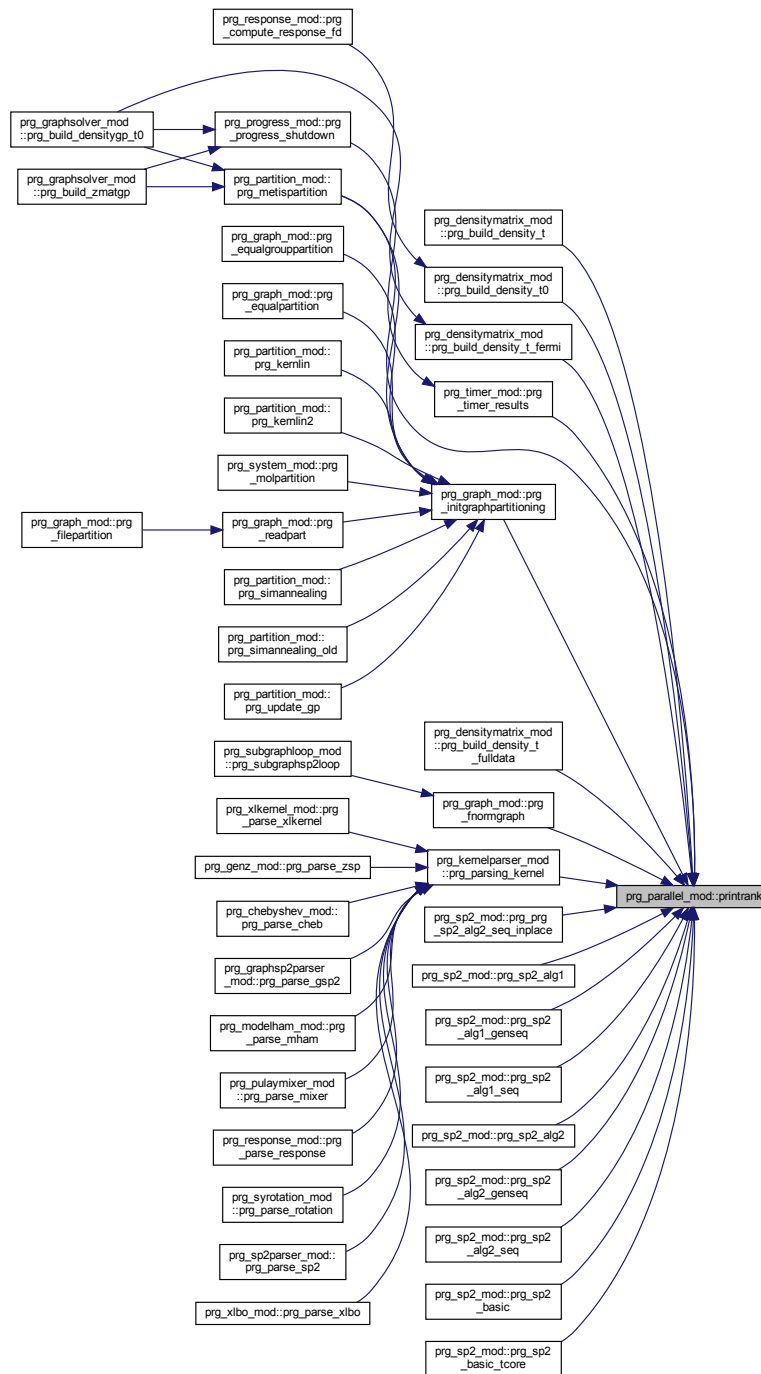 prg_response_mod::prg
_compute_response_fd
prg_graphsolver_mod
::prg_build_densitygp_t0
prg_progress_mod::prg
_progress_shutdown
prg_graphsolver_mod
::prg_build_zmatgp
prg_partition_mod::
prg_metispartition
prg_densitymatrix_mod
::prg_build_density_t
prg_graph_mod::prg
_equalgrouppartition
prg_densitymatrix_mod
::prg_build_density_t0
prg_graph_mod::prg
_equalpartition
prg_densitymatrix_mod
::prg_build_density_t_fermi
prg_partition_mod::
prg_kernlin
prg_timer_mod::prg
_timer_results
prg_partition_mod::
prg_kernlin2
prg_system_mod::prg
_molpartition
prg_graph_mod::prg
_initgraphpartitioning
prg_graph_mod::prg
_filepartition
prg_graph_mod::prg
_readpart
prg_partition_mod::
prg_simannealing
prg_partition_mod::
prg_simannealing_old
prg_partition_mod::
prg_update_gp
prg_densitymatrix_mod
::prg_build_density_t
_fulldata
prg_subgraphloop_mod
::prg_subgraphsp2loop
prg_graph_mod::prg
_fnormgraph
prg_xlkernel_mod::prg
_parse_xlkernel
prg_genz_mod::prg_parse_zsp
prg_kernelparser_mod
::prg_parsing_kernel
prg_parallel_mod::printrank
prg_chebyshev_mod::
prg_parse_cheb
prg_sp2_mod::prg_prg
_sp2_alg2_seq_inplace
prg_graphsp2parser
_mod::prg_parse_gsp2
prg_sp2_mod::prg_sp2_alg1
prg_modelham_mod::prg
_parse_mham
prg_sp2_mod::prg_sp2
_alg1_genseq
prg_pulaymixer_mod
::prg_parse_mixer
prg_sp2_mod::prg_sp2
_alg1_seq
prg_response_mod::prg
_parse_response
prg_sp2_mod::prg_sp2_alg2
prg_syrotation_mod
::prg_parse_rotation
prg_sp2_mod::prg_sp2
_alg2_genseq
prg_sp2parser_mod::
prg_parse_sp2
prg_sp2_mod::prg_sp2
_alg2_seq
prg_xlbo_mod::prg_parse_xlbo
prg_sp2_mod::prg_sp2
_basic
prg_sp2_mod::prg_sp2
_basic_tcore